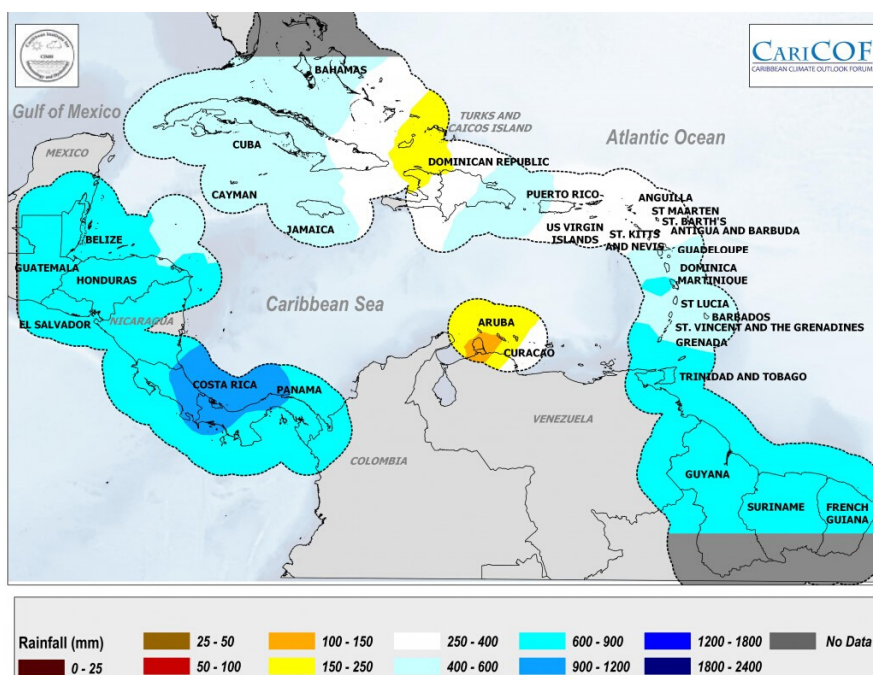 CARICOF
CARIBBEAN CLIMATE OUTLOOK FORUM
BAHAMAS
Gulf of Mexico
TURKS AND
CAICOS ISLAND
Atlantic Ocean
MEXICO
CUBA
DOMINICAN REPUBLIC
CAYMAN
PUERTO RICO
ANGUILLA
ST MAARTEN
ST. BARTH'S
JAMAICA
US VIRGIN
ISLANDS
ST. KITTS
AND NEVIS
ANTIGUA AND BARBUDA
BELIZE
GUADELOUPE
GUATEMALA
DOMINICA
HONDURAS
MARTINIQUE
Caribbean Sea
ST LUCIA
EL SALVADOR
NICARAGUA
ARUBA
BARBADOS
ST. VINCENT AND THE GRENADINES
CURACAO
GRENADA
COSTA RICA
PANAMA
TRINIDAD AND TOBAGO
VENEZUELA
COLOMBIA
GUYANA
SURINAME
FRENCH
GUIANA
Rainfall (mm)
0 - 25
25 - 50
50 - 100
100 - 150
150 - 250
250 - 400
400 - 600
600 - 900
900 - 1200
1200 - 1800
1800 - 2400
No Data